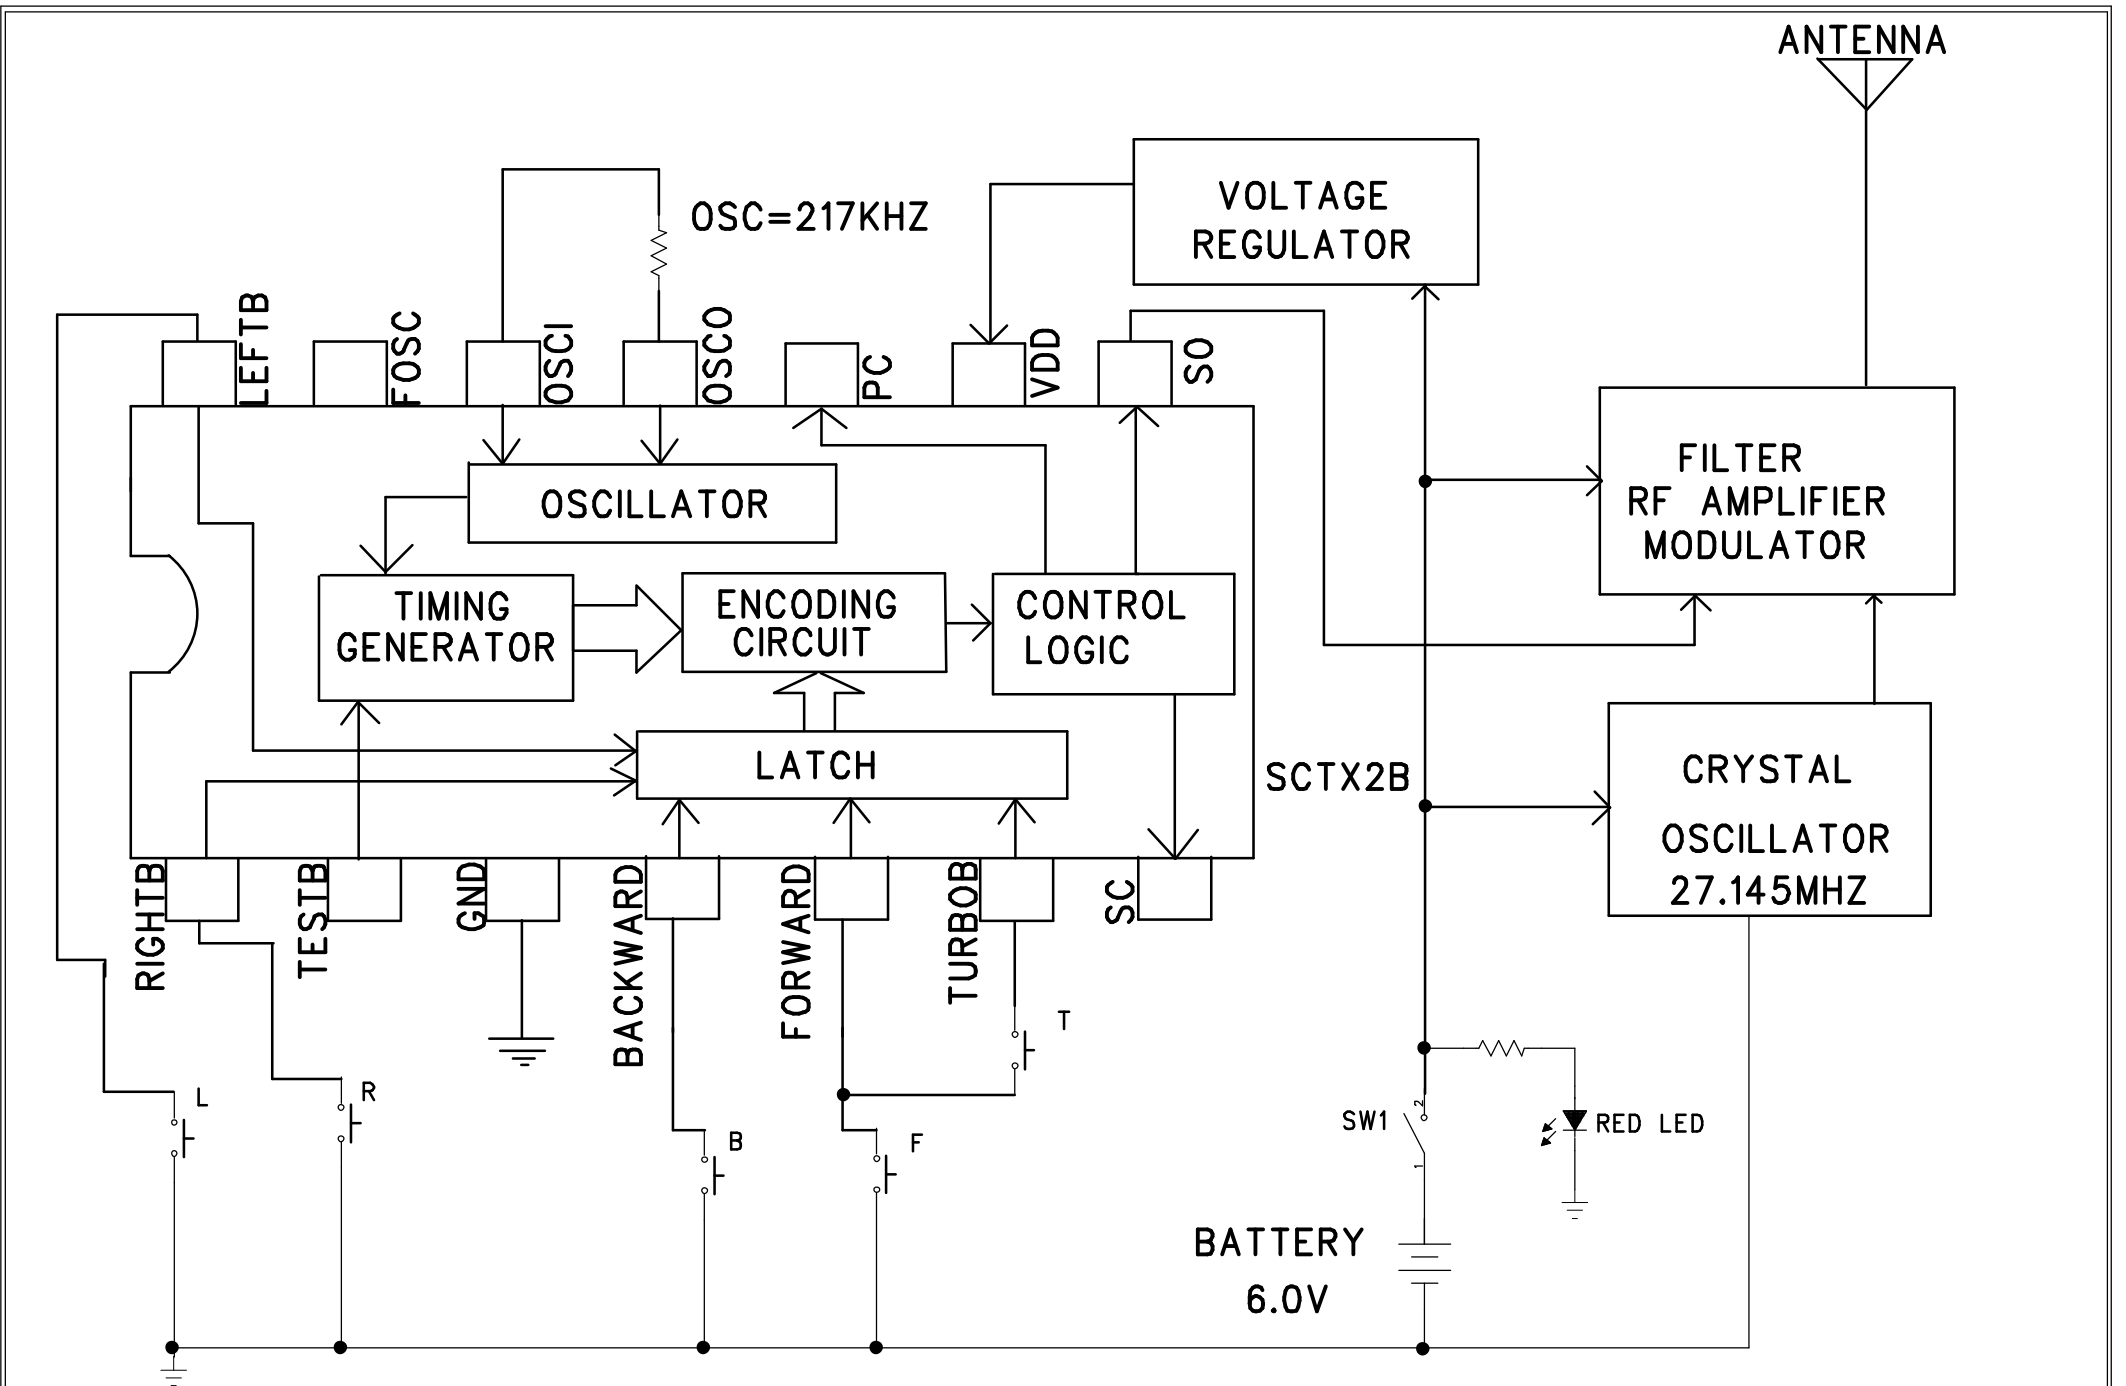 ANTENNA
VOLTAGE
REGULATOR
OSC=217KHZ
LEFTB
FOSC
OSCI
OSCO
PC
VDD
SO
FILTER
RF AMPLIFIER
MODULATOR
OSCILLATOR
TIMING
GENERATOR
ENCODING
CIRCUIT
CONTROL
LOGIC
LATCH
SCTX2B
CRYSTAL
OSCILLATOR
27.145MHZ
RIGHTB
TESTB
GND
BACKWARD
FORWARD
TURBOB
SC
T
L
R
B
F
SW1
2
1
RED LED
BATTERY
6.0V